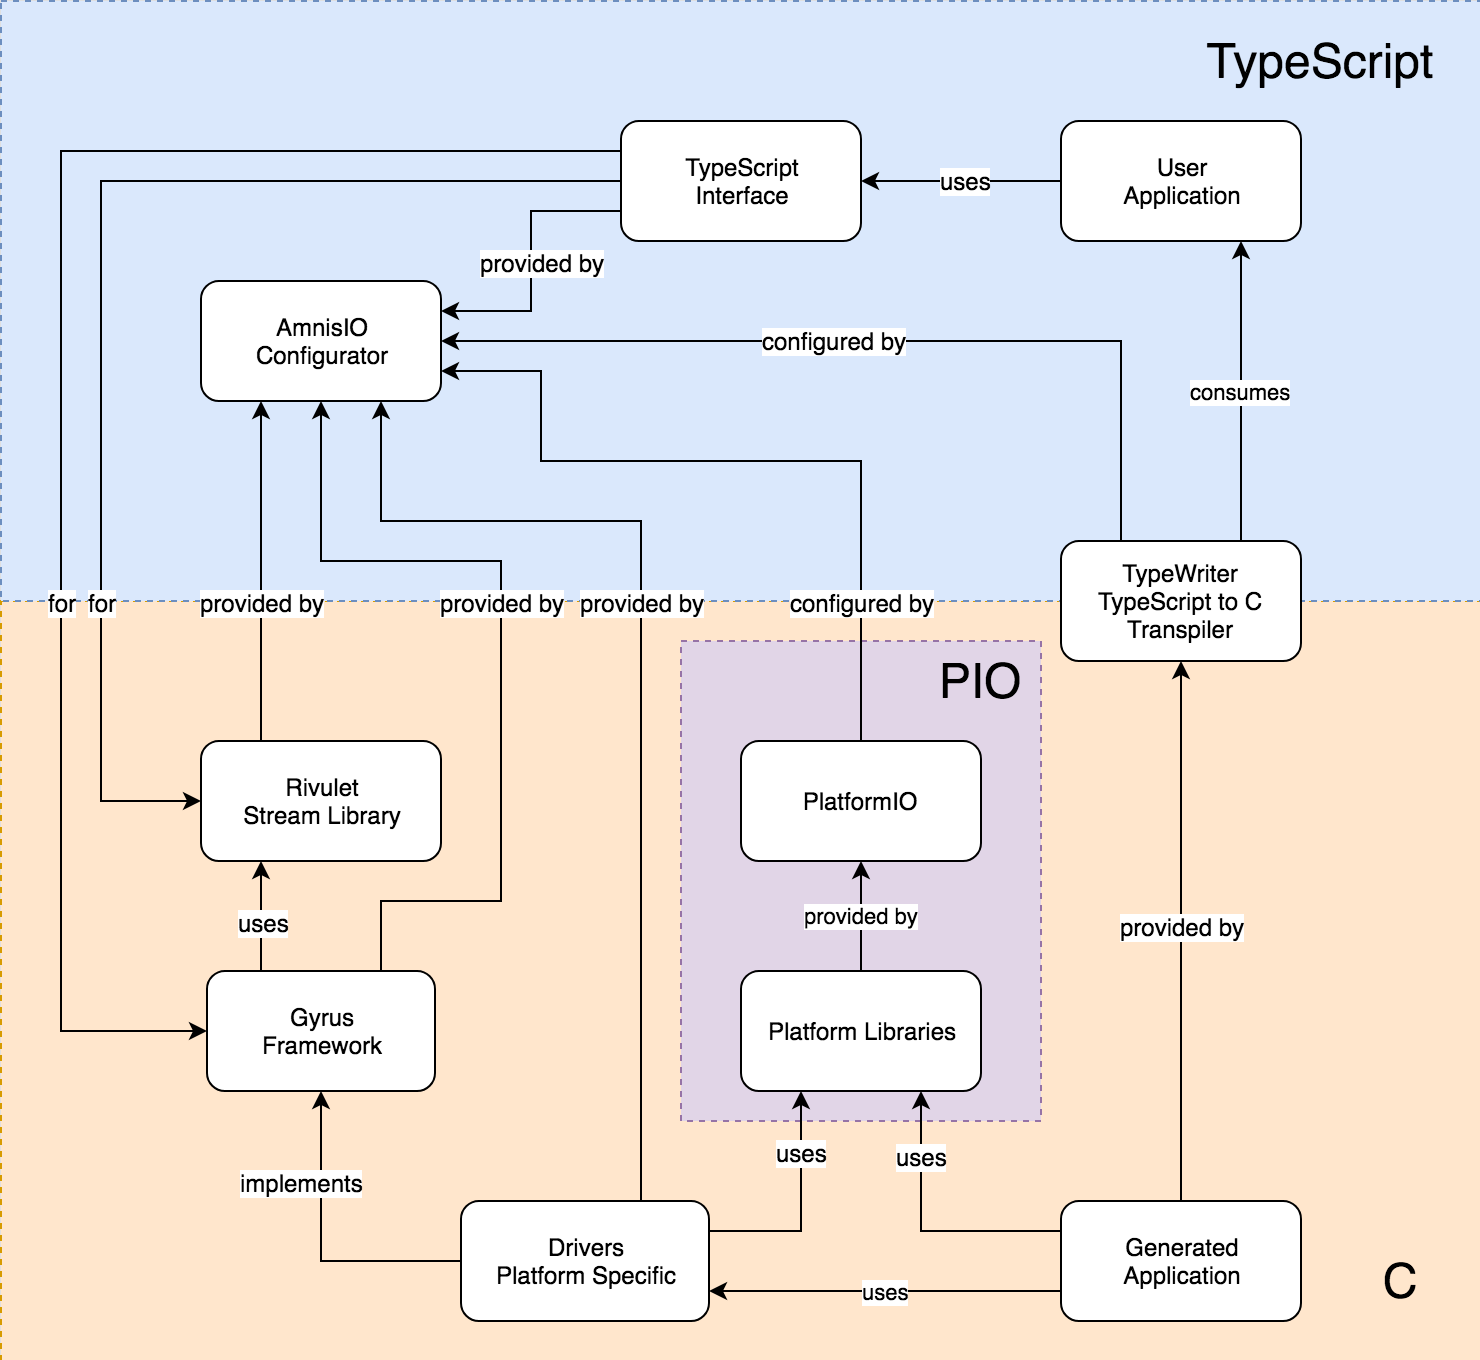 TypeScript
TypeScript
Interface
uses
User
Application
provided by
AmnisIO
Configurator
configured by
consumes
TypeWriter
TypeScript to C
Transpiler
for
for
provided by
provided by
provided by
configured by
PIO
Rivulet
Stream Library
PlatformIO
uses
provided by
provided by
Gyrus
Framework
Platform Libraries
implements
uses
uses
Drivers
Platform Specific
uses
Generated
Application
C